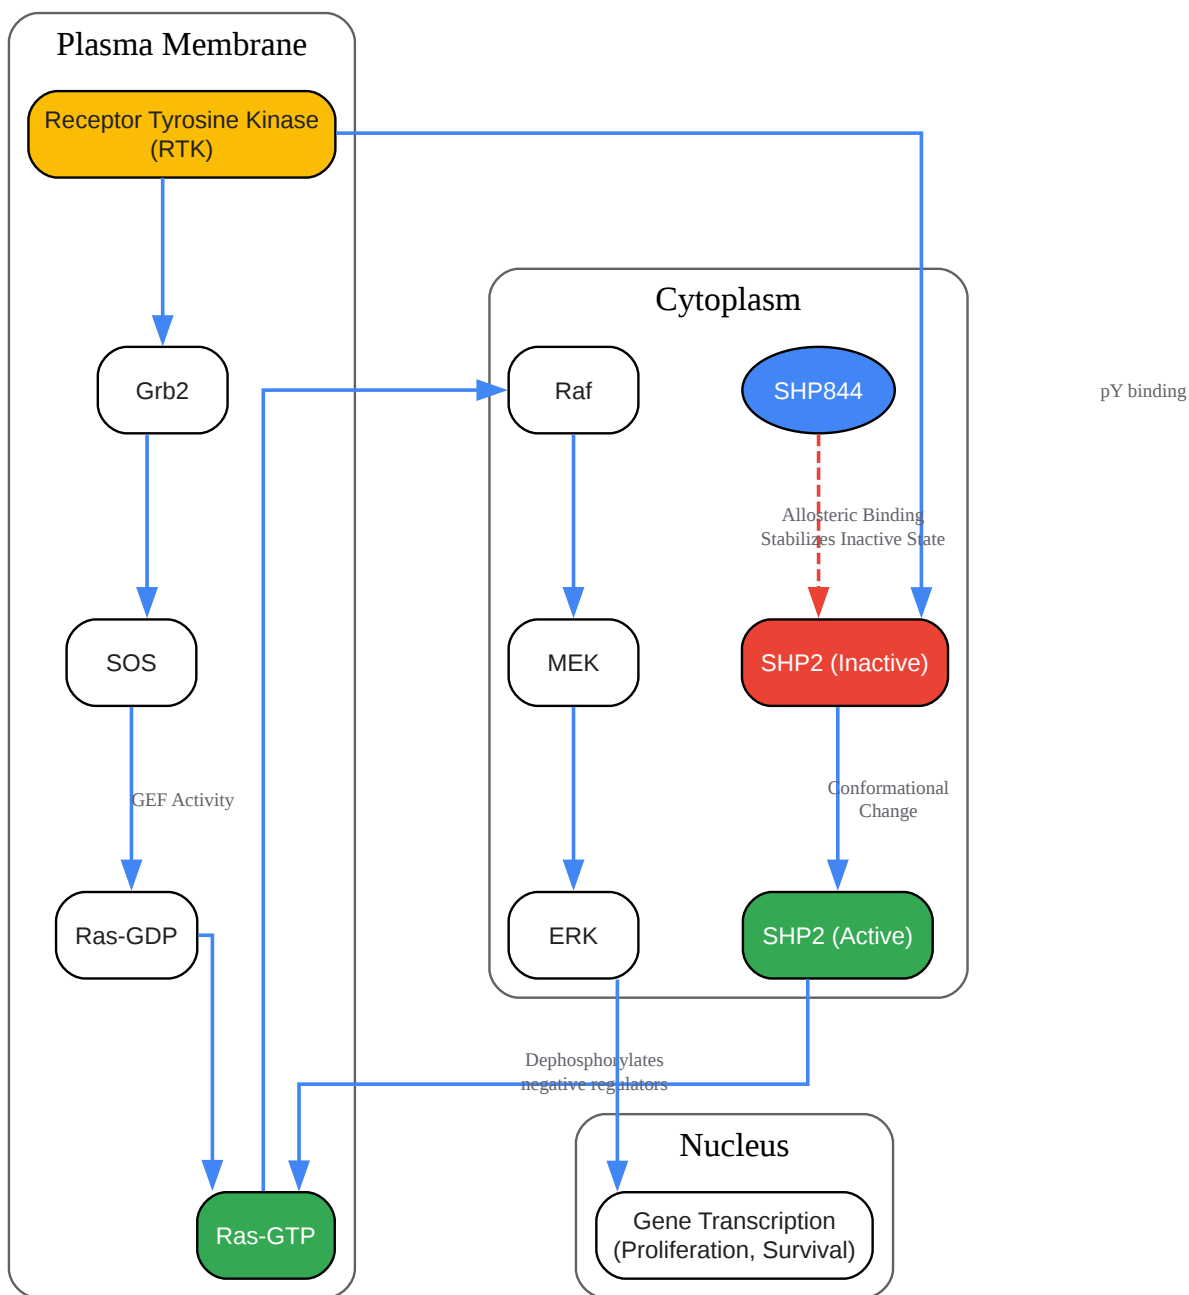 Plasma Membrane
Receptor Tyrosine Kinase
(RTK)
Cytoplasm
Grb2
Raf
SHP844
pY binding
Allosteric Binding
Stabilizes Inactive State
SOS
MEK
SHP2 (Inactive)
GEF Activity
Conformational
Change
Ras-GDP
ERK
SHP2 (Active)
Dephosphorylates
negative regulators
Nucleus
Ras-GTP
Gene Transcription
(Proliferation, Survival)